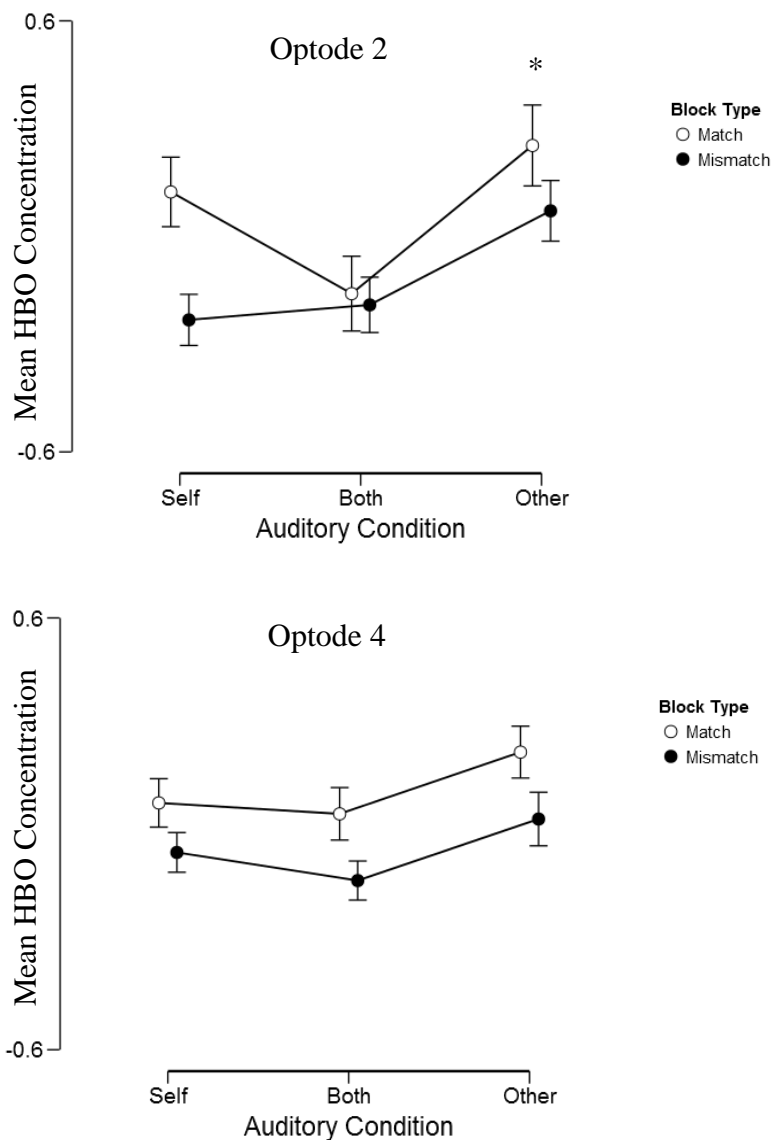 0.6
Optode 2
*
Block Type
Match
Mismatch
Mean HBO Concentration
-0.6
Self Both Other
Auditory Condition
0.6
Optode 4
Block Type
Match
Mismatch
Mean HBO Concentration
-0.6
Self Both Other
Auditory Condition